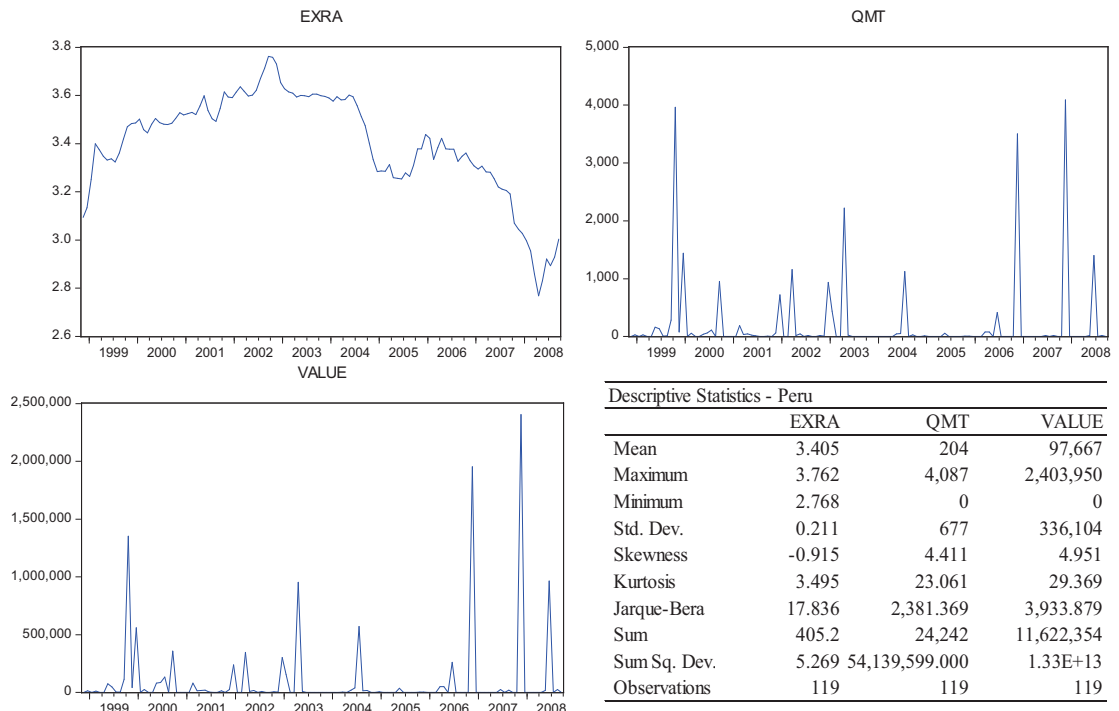 EXRA
3.8
3.6
3.4
3.2
3.0
2.8
2.6
1999 2000 2001 2002 2003 2004 2005 2006 2007 2008
QMT
5,000
4,000
3,000
2,000
1,000
0
1999 2000 2001 2002 2003 2004 2005 2006 2007 2008
VALUE
2,500,000
2,000,000
1,500,000
1,000,000
500,000
0
1999 2000 2001 2002 2003 2004 2005 2006 2007 2008
Descriptive Statistics - Peru
EXRA QMT VALUE
Mean 3.405 204 97,667
Maximum 3.762 4,087 2,403,950
Minimum 2.768 0 0
Std. Dev. 0.211 677 336,104
Skewness -0.915 4.411 4.951
Kurtosis 3.495 23.061 29.369
Jarque-Bera 17.836 2,381.369 3,933.879
Sum 405.2 24,242 11,622,354
Sum Sq. Dev. 5.269 54,139,599.000 1.33E+13
Observations 119 119 119